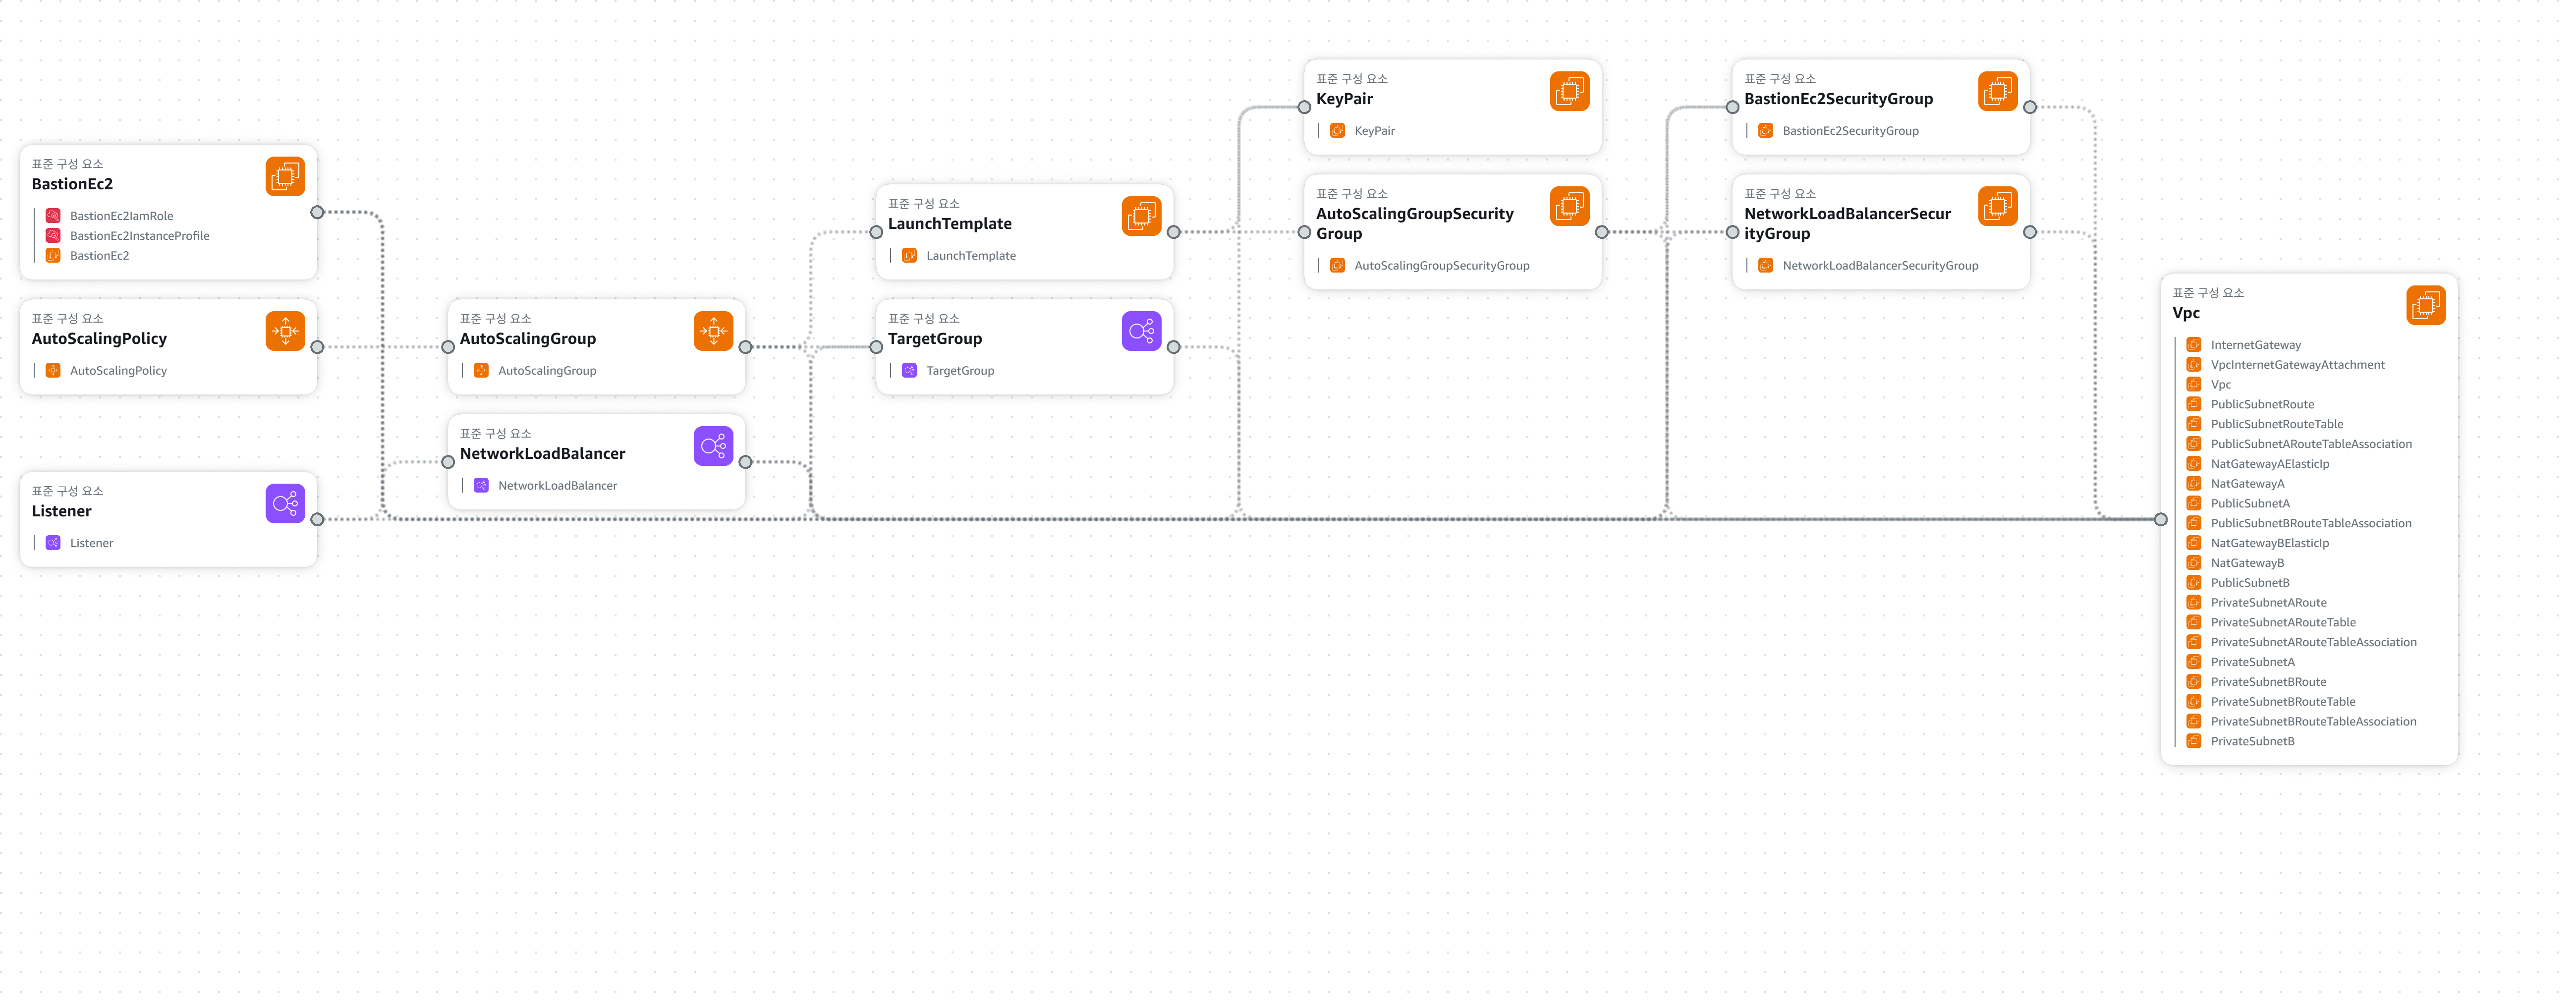 표준 구성 요소
BastionEc2
BastionEc2IamRole
BastionEc2InstanceProfile
BastionEc2
표준 구성 요소
AutoScalingPolicy
AutoScalingPolicy
표준 구성 요소
Listener
Listener
표준 구성 요소
AutoScalingGroup
AutoScalingGroup
표준 구성 요소
NetworkLoadBalancer
NetworkLoadBalancer
표준 구성 요소
LaunchTemplate
LaunchTemplate
표준 구성 요소
TargetGroup
TargetGroup
표준 구성 요소
KeyPair
KeyPair
표준 구성 요소
AutoScalingGroupSecurity
Group
AutoScalingGroupSecurityGroup
표준 구성 요소
BastionEc2SecurityGroup
BastionEc2SecurityGroup
표준 구성 요소
NetworkLoadBalancerSecur
ityGroup
NetworkLoadBalancerSecurityGroup
표준 구성 요소
Vpc
InternetGateway
VpcInternetGatewayAttachment
Vpc
PublicSubnetRoute
PublicSubnetRouteTable
PublicSubnetARouteTableAssociation
NatGatewayAElasticIp
NatGatewayA
PublicSubnetA
PublicSubnetBRouteTableAssociation
NatGatewayBElasticIp
NatGatewayB
PublicSubnetB
PrivateSubnetARoute
PrivateSubnetARouteTable
PrivateSubnetARouteTableAssociation
PrivateSubnetA
PrivateSubnetBRoute
PrivateSubnetBRouteTable
PrivateSubnetBRouteTableAssociation
PrivateSubnetB